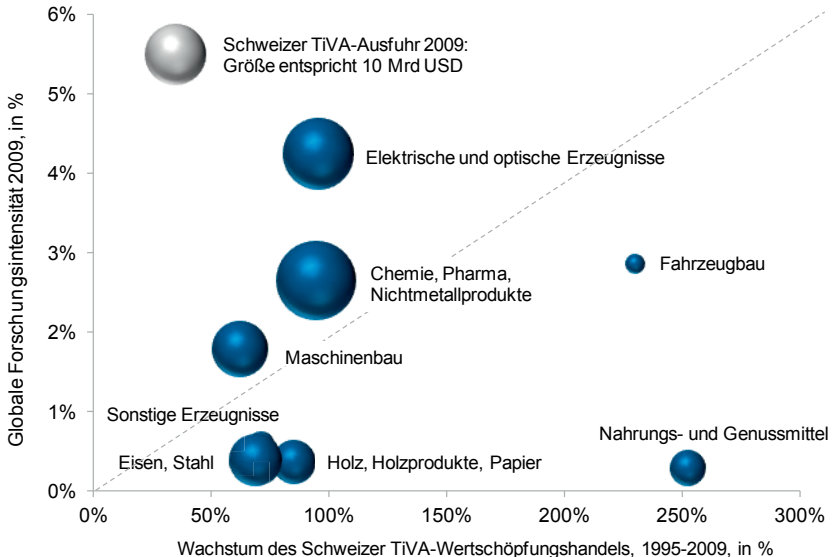 Globale Forschungsintensität 2009, in %
6%
5%
4%
3%
2%
1%
0%
Schweizer TiVA-Ausfuhr 2009:
Größe entspricht 10 Mrd USD
Elektrische und optische Erzeugnisse
Fahrzeugbau
Chemie, Pharma,
Nichtmetallprodukte
Maschinenbau
Sonstige Erzeugnisse
Nahrungs- und Genussmittel
Eisen, Stahl
Holz, Holzprodukte, Papier
0%
50%
100%
150%
200%
250%
300%
Wachstum des Schweizer TiVA-Wertschöpfungshandels, 1995-2009, in %